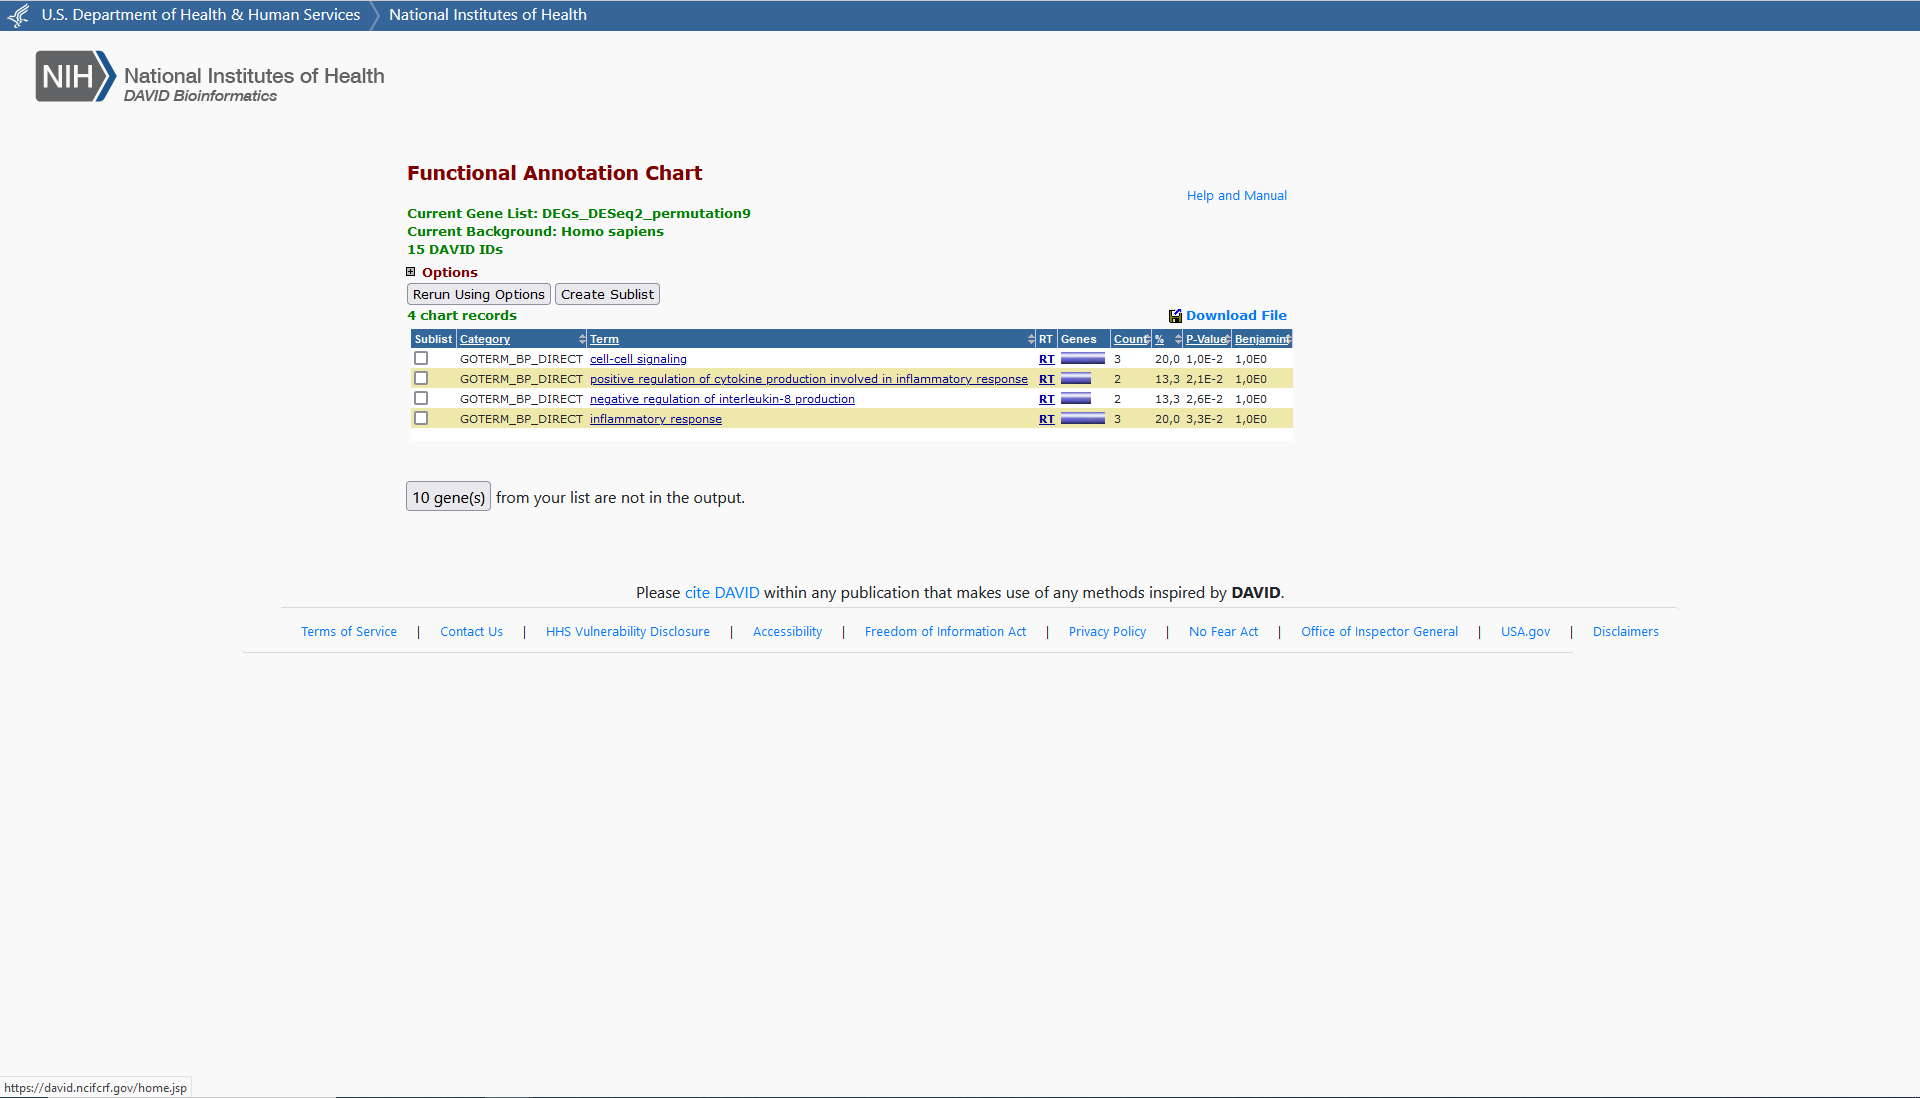 U.S. Department of Health & Human Services National Institutes of Health
NIH National Institutes of Health
DAVID Bioinformatics
Functional Annotation Chart
Help and Manual
Current Gene List: DEGs_DESeq2_permutation9
Current Background: Homo sapiens
15 DAVID IDs
Options
Rerun Using Options Create Sublist
4 chart records Download File
Sublist Category Term RT Genes Count % P-Value Benjamini
GOTERM_BP_DIRECT cell-cell signaling RT 3 20,0 1,0E-2 1,0E0
GOTERM_BP_DIRECT positive regulation of cytokine production involved in inflammatory response RT 2 13,3 2,1E-2 1,0E0
GOTERM_BP_DIRECT negative regulation of interleukin-8 production RT 2 13,3 2,6E-2 1,0E0
GOTERM_BP_DIRECT inflammatory response RT 3 20,0 3,3E-2 1,0E0
10 gene(s) from your list are not in the output.
Please cite DAVID within any publication that makes use of any methods inspired by DAVID.
Terms of Service | Contact Us | HHS Vulnerability Disclosure | Accessibility | Freedom of Information Act | Privacy Policy | No Fear Act | Office of Inspector General | USA.gov | Disclaimers
https://david.ncifcrf.gov/home.jsp